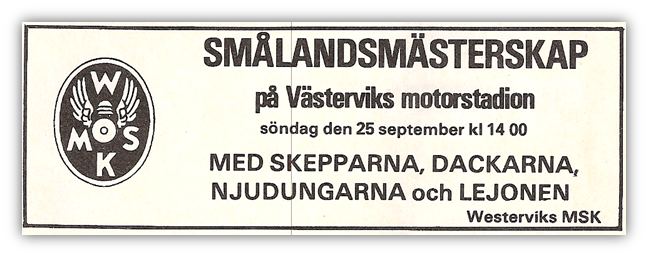 W
M O S
K
SMÅLANDSMÄSTERSKAP
på Västerviks motorstadion
söndag den 25 september kl 14 00
MED SKEPPARNA, DACKARNA,
NJUDUNGARNA och LEJONEN
Westerviks MSK